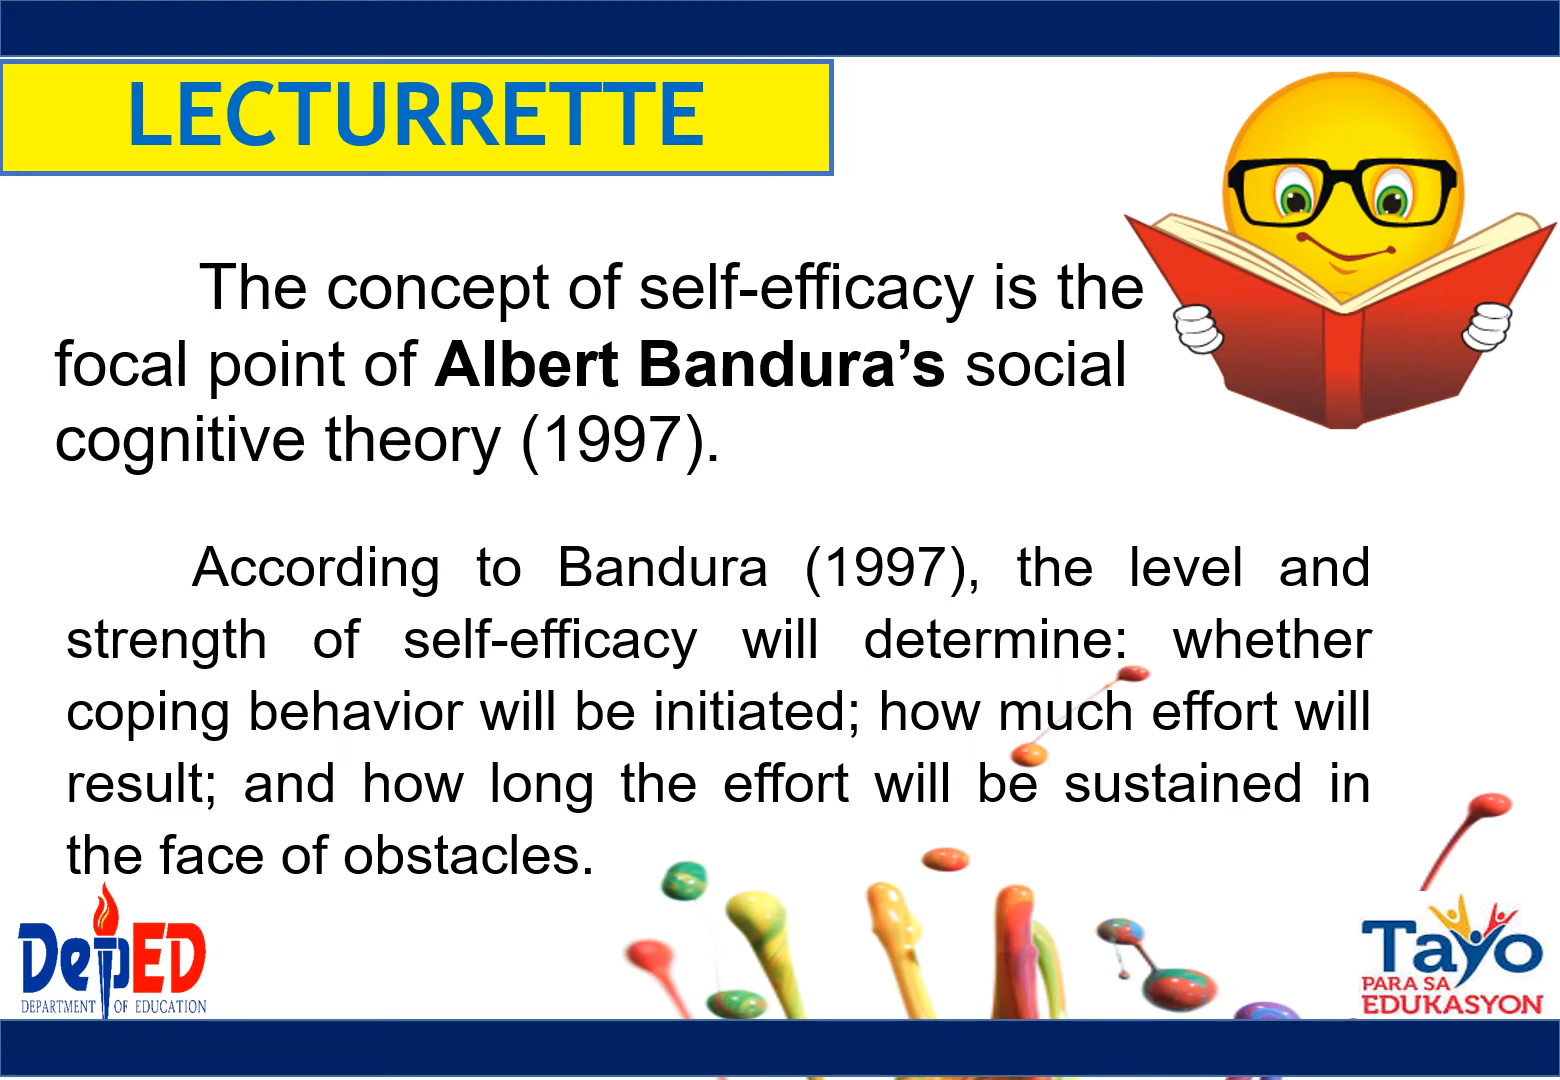 LECTURRETTE
The concept of self-efficacy is the
focal point of Albert Bandura’s social
cognitive theory (1997).
According to Bandura (1997), the level and
strength of self-efficacy will determine: whether
coping behavior will be initiated; how much effort will
result; and how long the effort will be sustained in
the face of obstacles.
DepED
DEPARTMENT OF EDUCATION
Tayo
PARA SA
EDUKASYON